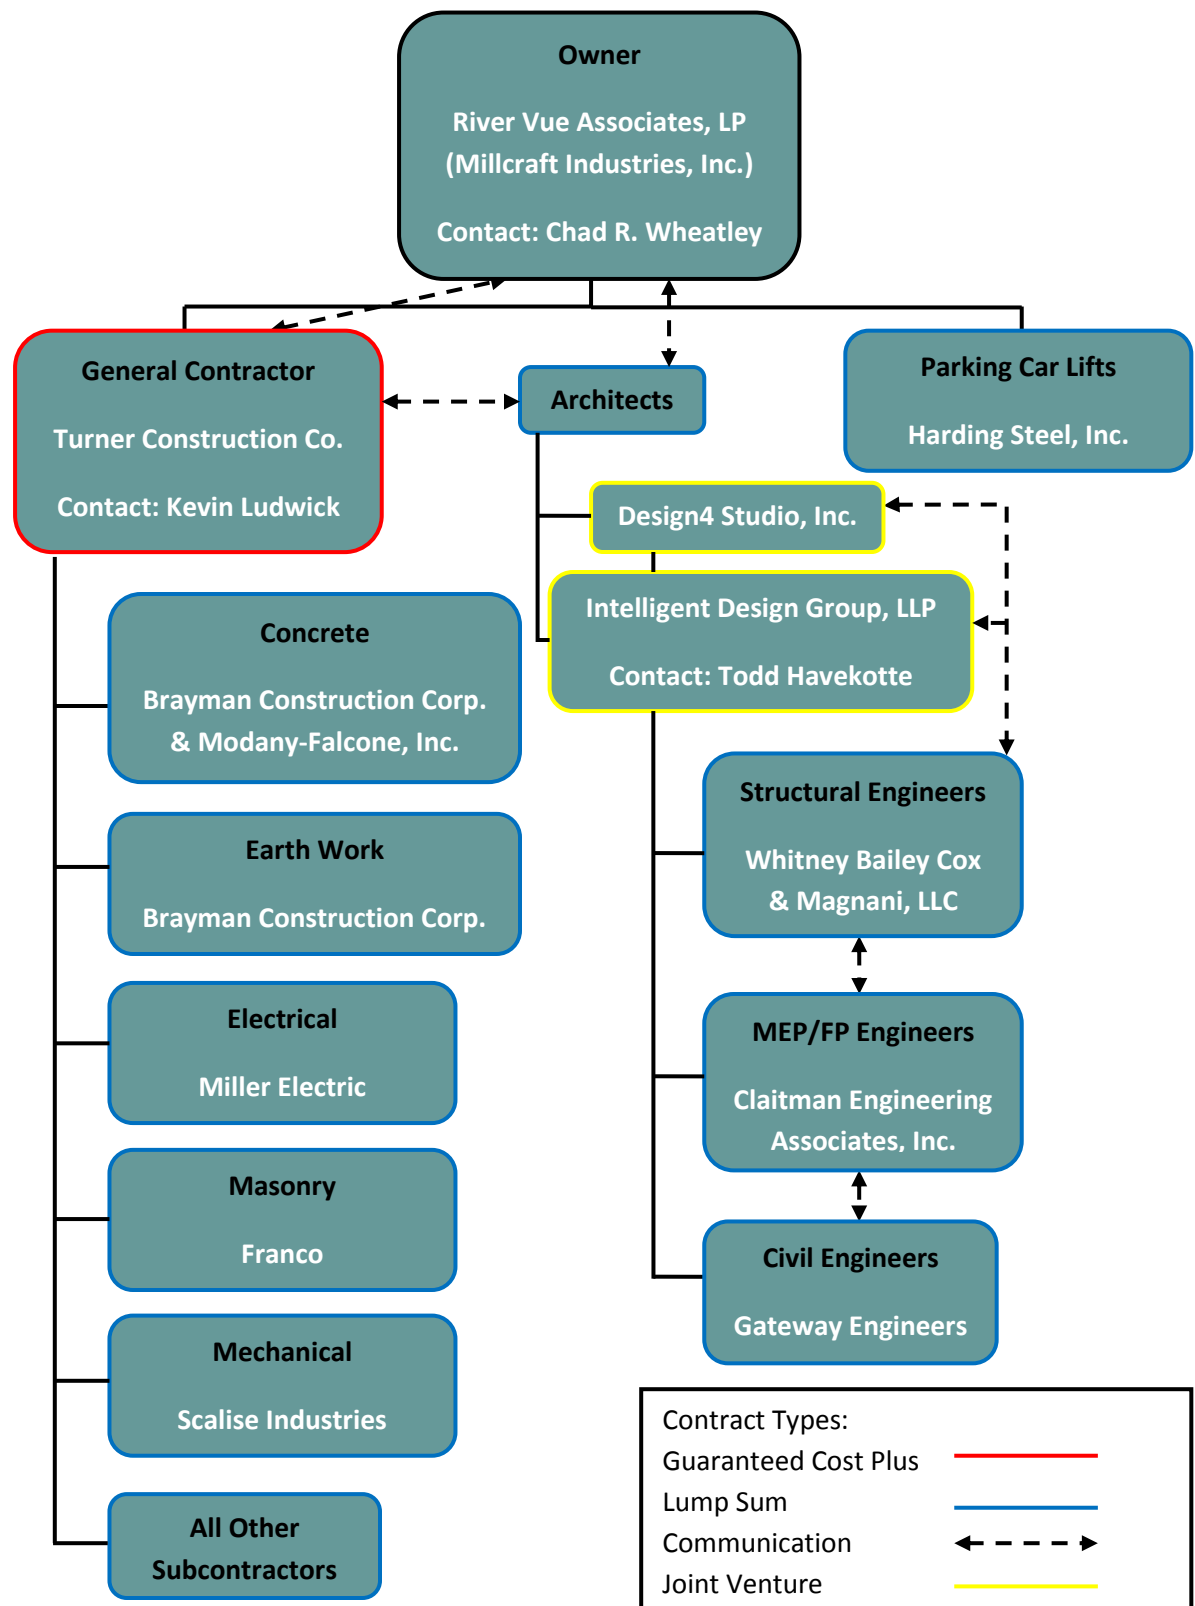 Owner
River Vue Associates, LP
(Millcraft Industries, Inc.)
Contact: Chad R. Wheatley
General Contractor
Turner Construction Co.
Contact: Kevin Ludwick
Architects
Parking Car Lifts
Harding Steel, Inc.
Design4 Studio, Inc.
Intelligent Design Group, LLP
Contact: Todd Havekotte
Concrete
Brayman Construction Corp.
& Modany-Falcone, Inc.
Earth Work
Brayman Construction Corp.
Electrical
Miller Electric
Masonry
Franco
Mechanical
Scalise Industries
All Other
Subcontractors
Structural Engineers
Whitney Bailey Cox
& Magnani, LLC
MEP/FP Engineers
Claitman Engineering
Associates, Inc.
Civil Engineers
Gateway Engineers
Contract Types:
Guaranteed Cost Plus
Lump Sum
Communication
Joint Venture